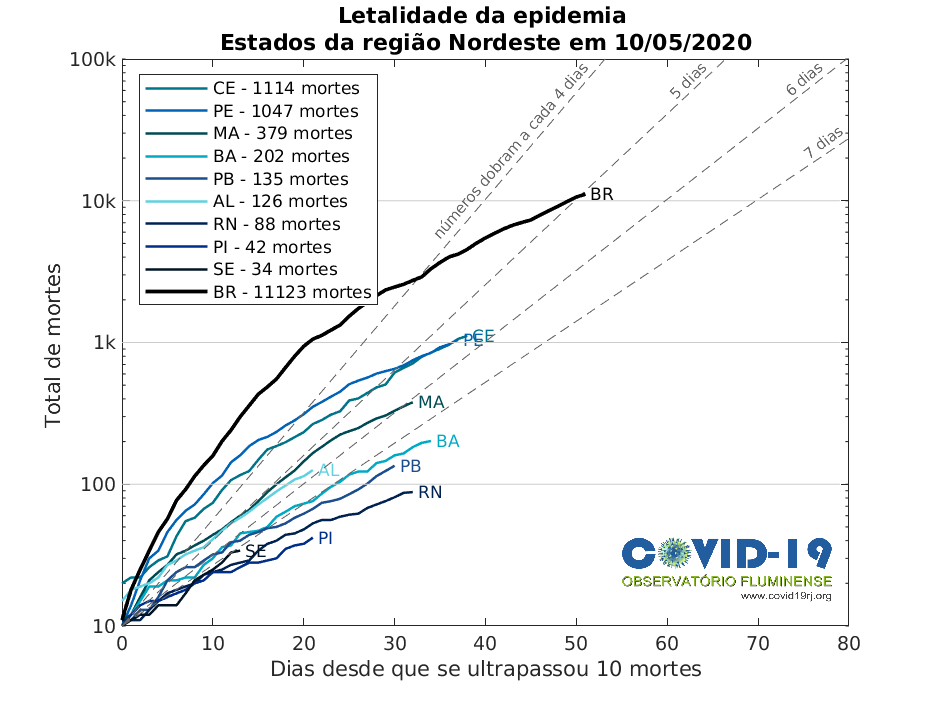 Letalidade da epidemia
Estados da região Nordeste em 10/05/2020
Total de mortes
100k
10k
1k
100
10
CE - 1114 mortes
PE - 1047 mortes
MA - 379 mortes
BA - 202 mortes
PB - 135 mortes
AL - 126 mortes
RN - 88 mortes
PI - 42 mortes
SE - 34 mortes
BR - 11123 mortes
números dobram a cada 4 dias
5 dias
6 dias
7 dias
BR
CE
PE
MA
BA
PB
AL
RN
PI
SE
COVID-19
OBSERVATÓRIO FLUMINENSE
www.covid19rj.org
0 10 20 30 40 50 60 70 80
Dias desde que se ultrapassou 10 mortes